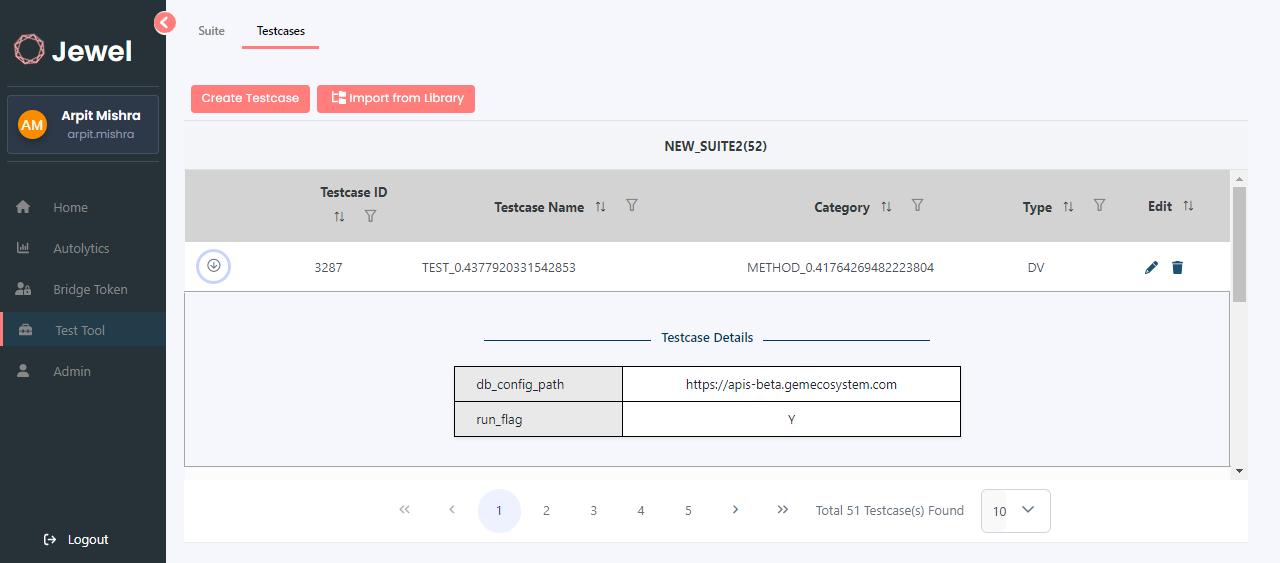 Jewel
AM
Arpit Mishra
arpit.mishra
Home
Autolytics
Bridge Token
Test Tool
Admin
Logout
Suite Testcases
Create Testcase Import from Library
NEW_SUITE2(52)
Testcase ID Testcase Name Category Type Edit
3287 TEST_0.4377920331542853 METHOD_0.41764269482223804 DV
Testcase Details
db_config_path https://apis-beta.gemecosystem.com
run_flag Y
« ‹ 1 2 3 4 5 › » Total 51 Testcase(s) Found 10